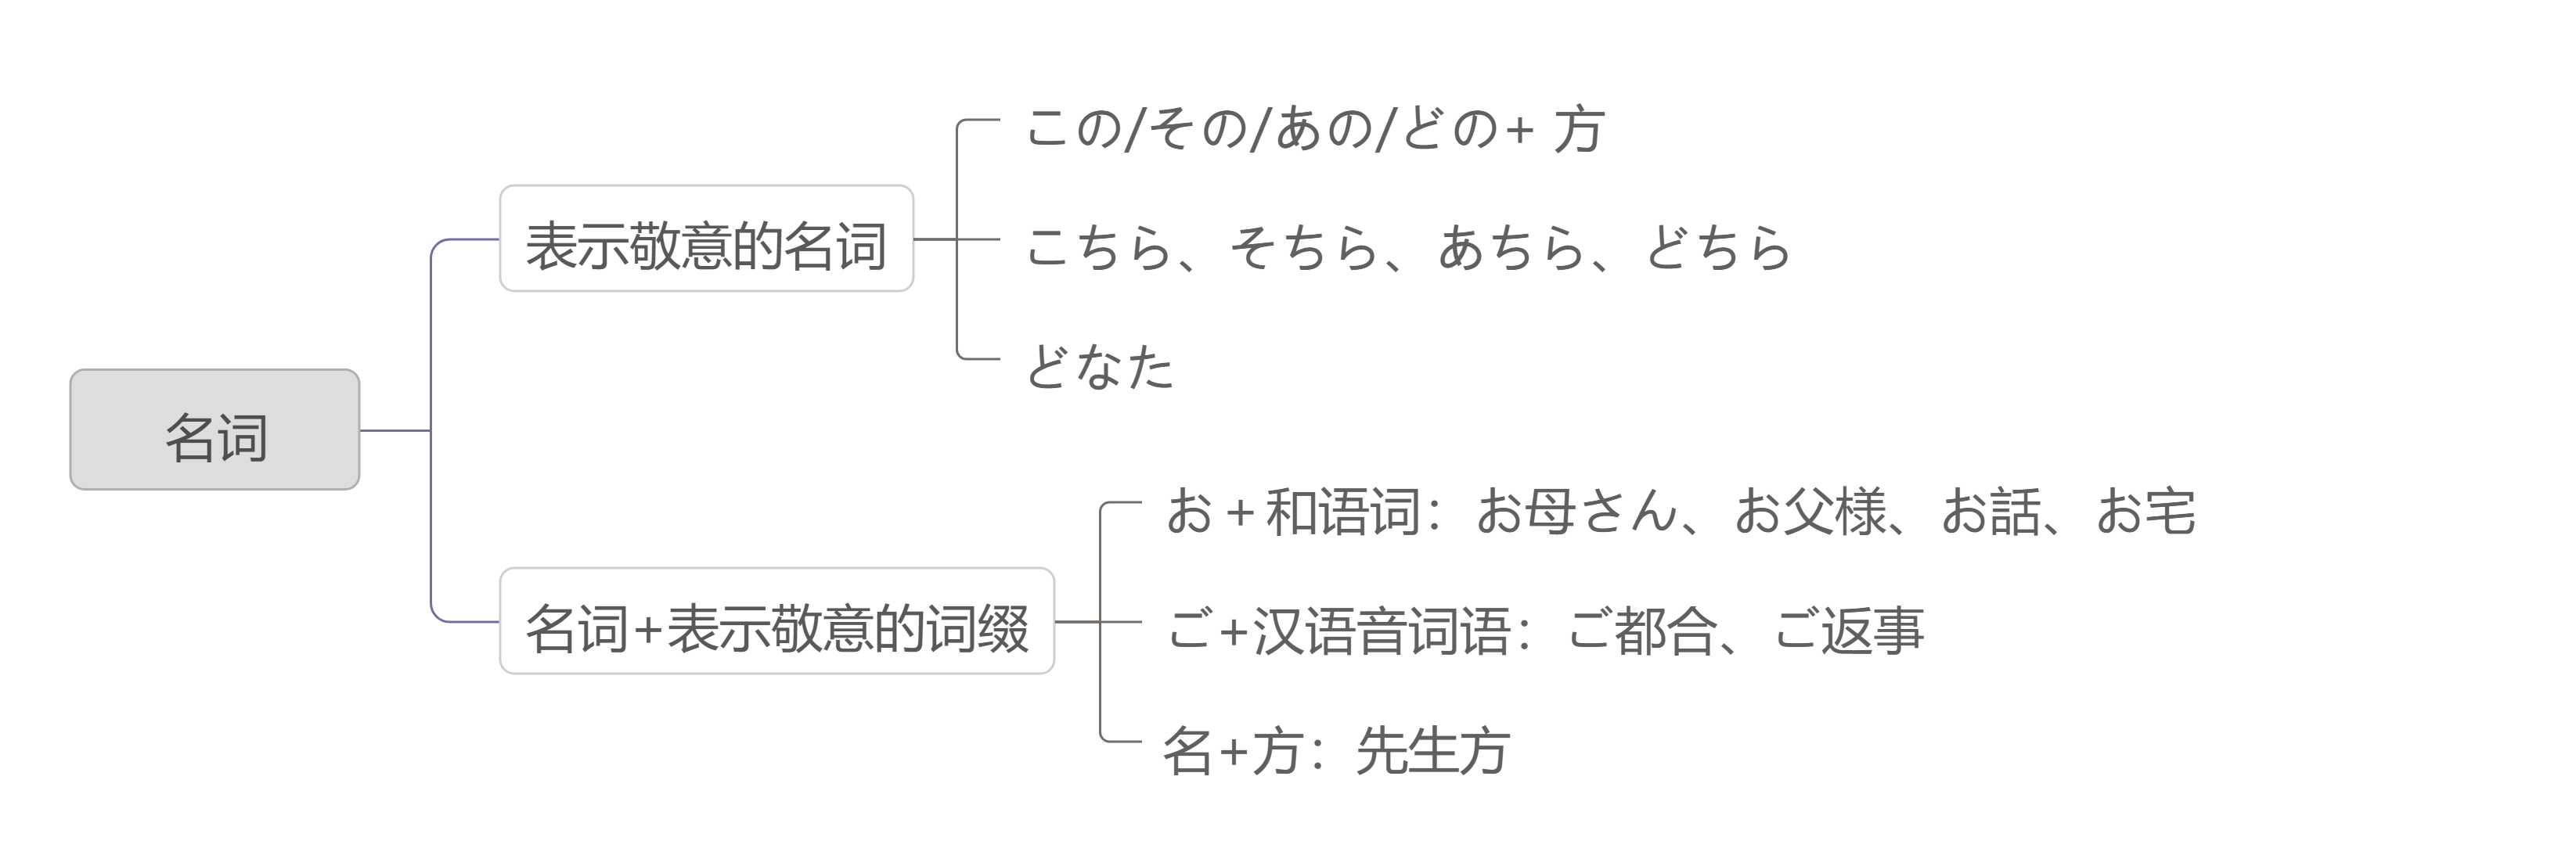 名词
表示敬意的名词
この/その/あの/どの+ 方
こちら、そちら、あちら、どちら
どなた
名词+表示敬意的词缀
お + 和语词：お母さん、お父様、お話、お宅
ご+汉语音词语：ご都合、ご返事
名+方：先生方